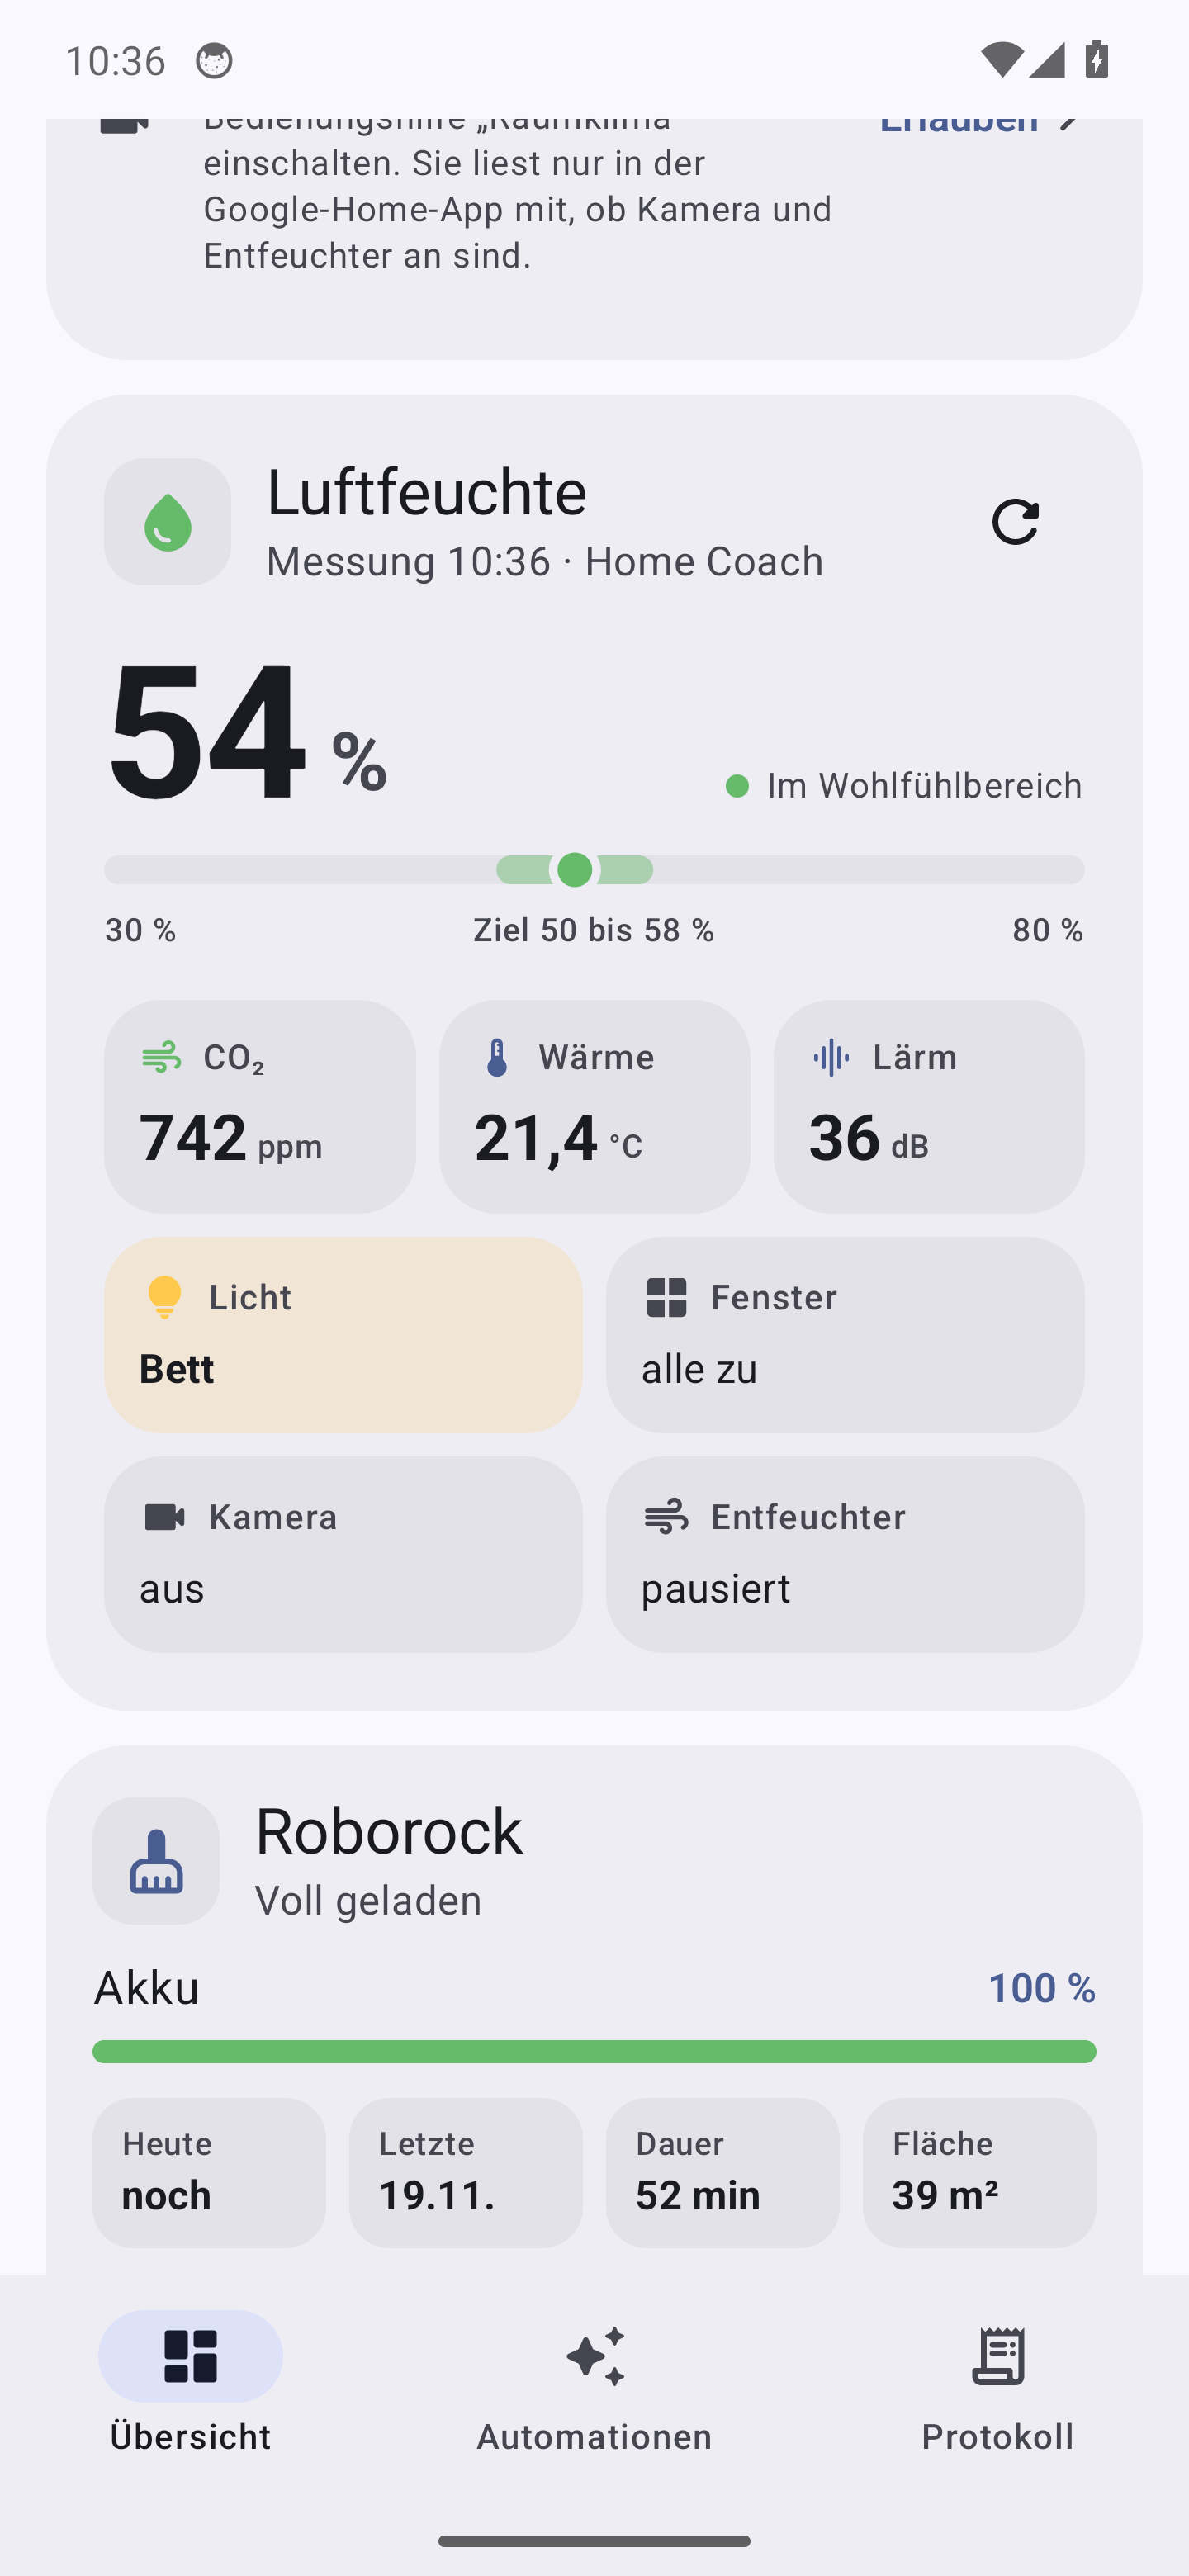 10:36
Bedienungshilfe „Raumklima
Erlauben
einschalten. Sie liest nur in der
Google-Home-App mit, ob Kamera und
Entfeuchter an sind.
Luftfeuchte
Messung 10:36 · Home Coach
54 %
Im Wohlfühlbereich
30 %
Ziel 50 bis 58 %
80 %
CO₂
742 ppm
Wärme
21,4 °C
Lärm
36 dB
Licht
Bett
Fenster
alle zu
Kamera
aus
Entfeuchter
pausiert
Roborock
Voll geladen
Akku
100 %
Heute
noch
Letzte
19.11.
Dauer
52 min
Fläche
39 m²
Übersicht
Automationen
Protokoll